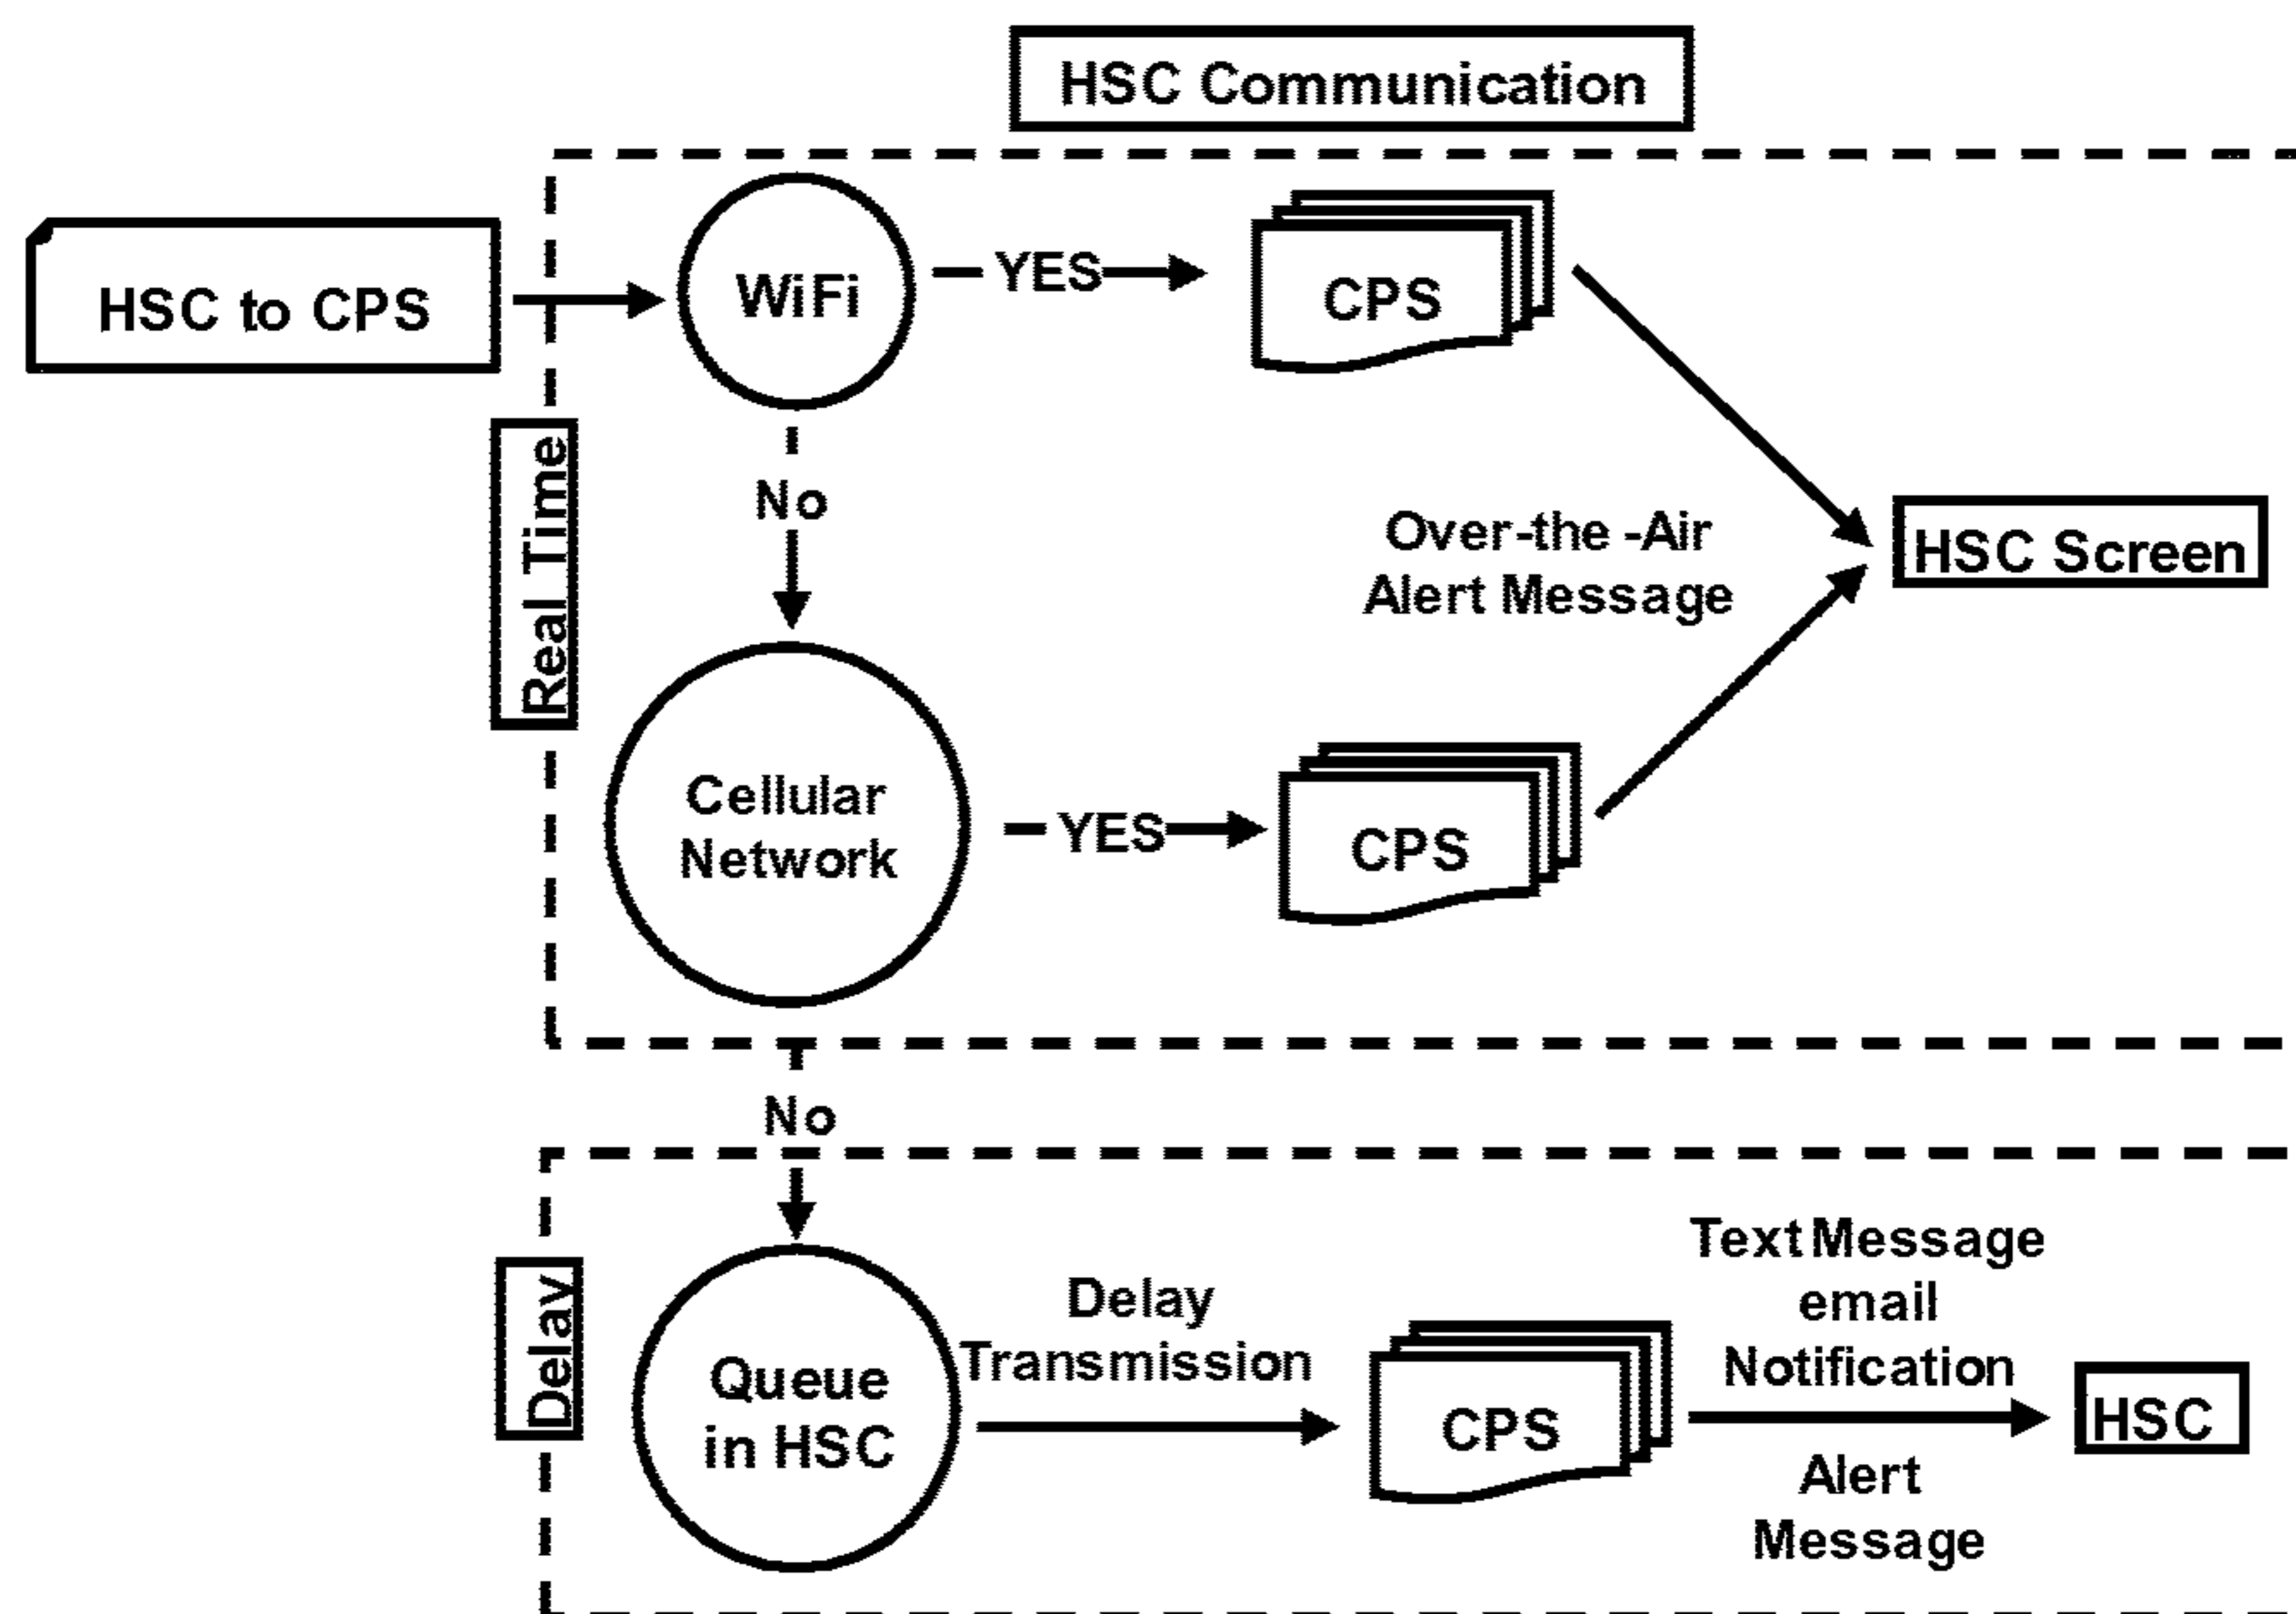 HSC Communication
HSC to CPS
WiFi
YES
CPS
No
Real Time
Over-the -Air
Alert Message
HSC Screen
Cellular
Network
YES
CPS
No
Delay
Queue
in HSC
Delay
Transmission
CPS
Text Message
email
Notification
Alert
Message
HSC